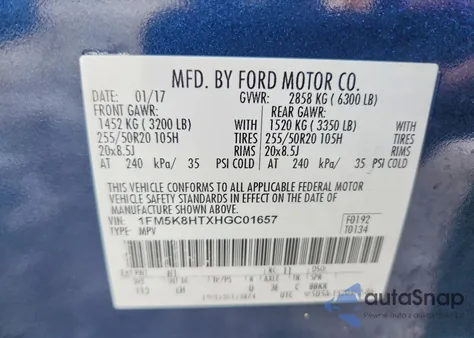 MFD. BY FORD MOTOR CO.
DATE: 01/17 GVWR: 2858 KG ( 6300 LB)
FRONT GAWR: REAR GAWR:
1452 KG ( 3200 LB) WITH 1520 KG ( 3350 LB) WITH
255/50R20 105H TIRES 255/50R20 105H TIRES
20x8.5J RIMS 20x8.5J RIMS
AT 240 kPa/ 35 PSI COLD AT 240 kPa/ 35 PSI COLD
THIS VEHICLE CONFORMS TO ALL APPLICABLE FEDERAL MOTOR
VEHICLE SAFETY STANDARDS IN EFFECT ON THE DATE OF
MANUFACTURE SHOWN ABOVE.
VIN: 1FM5K8HTXHGC01657 F0192
TYPE: MPV T0134
autoSnap